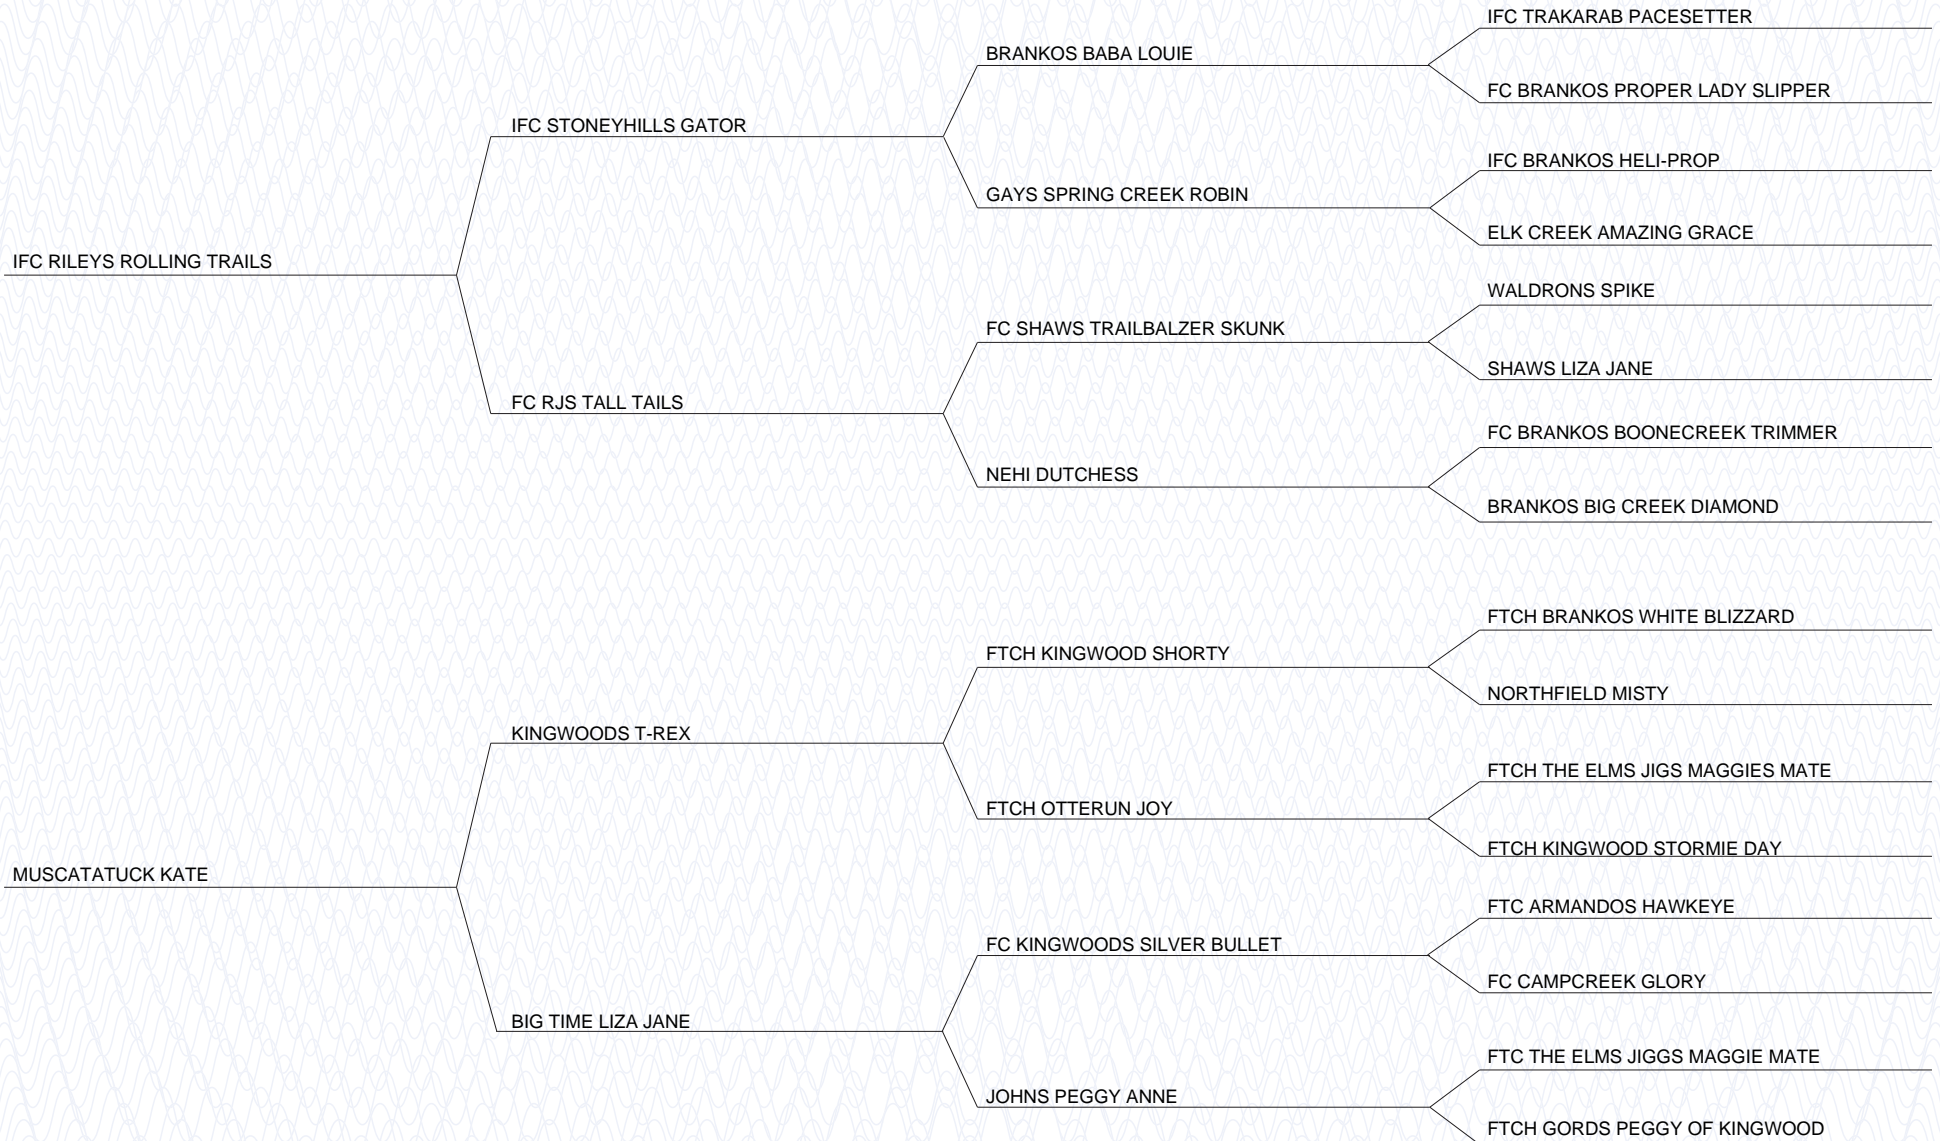 IFC TRAKARAB PACESETTER
BRANKOS BABA LOUIE
FC BRANKOS PROPER LADY SLIPPER
IFC STONEYHILLS GATOR
IFC BRANKOS HELI-PROP
GAYS SPRING CREEK ROBIN
ELK CREEK AMAZING GRACE
IFC RILEYS ROLLING TRAILS
WALDRONS SPIKE
FC SHAWS TRAILBALZER SKUNK
SHAWS LIZA JANE
FC RJS TALL TAILS
FC BRANKOS BOONECREEK TRIMMER
NEHI DUTCHESS
BRANKOS BIG CREEK DIAMOND
FTCH BRANKOS WHITE BLIZZARD
FTCH KINGWOOD SHORTY
NORTHFIELD MISTY
KINGWOODS T-REX
FTCH THE ELMS JIGS MAGGIES MATE
FTCH OTTERUN JOY
FTCH KINGWOOD STORMIE DAY
MUSCATATUCK KATE
FTC ARMANDOS HAWKEYE
FC KINGWOODS SILVER BULLET
FC CAMPCREEK GLORY
BIG TIME LIZA JANE
FTC THE ELMS JIGGS MAGGIE MATE
JOHNS PEGGY ANNE
FTCH GORDS PEGGY OF KINGWOOD